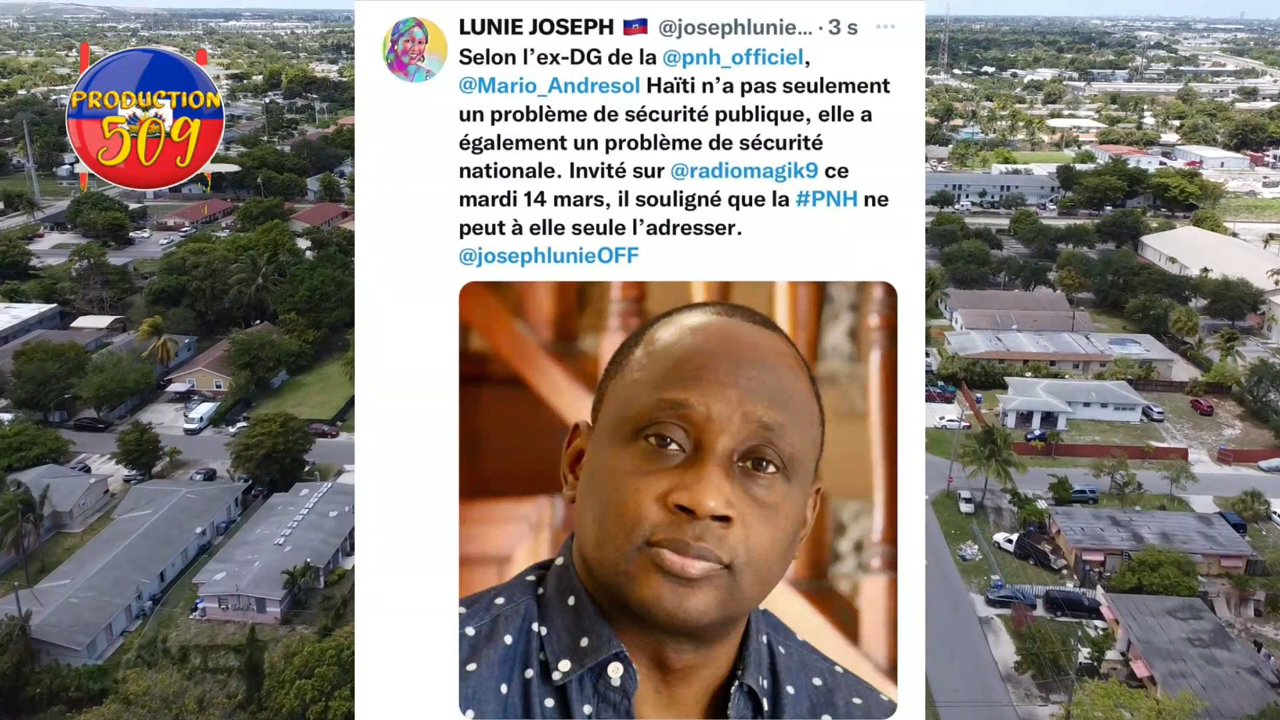 PRODUCTION
509
LUNIE JOSEPH @josephlunie... · 3 s
Selon l'ex-DG de la @pnh_officiel,
@Mario_Andresol Haïti n'a pas seulement
un problème de sécurité publique, elle a
également un problème de sécurité
nationale. Invité sur @radiomagik9 ce
mardi 14 mars, il souligné que la #PNH ne
peut à elle seule l'adresser.
@josephlunieOFF